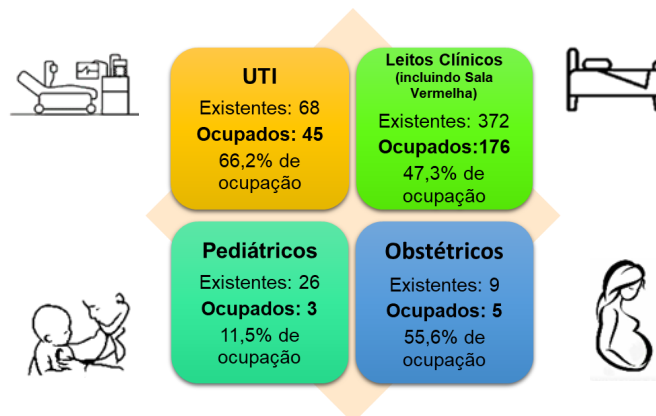 UTI
Existentes: 68
Ocupados: 45
66,2% de
ocupação
Leitos Clínicos
(incluindo Sala
Vermelha)
Existentes: 372
Ocupados:176
47,3% de
ocupação
Pediátricos
Existentes: 26
Ocupados: 3
11,5% de
ocupação
Obstétricos
Existentes: 9
Ocupados: 5
55,6% de
ocupação